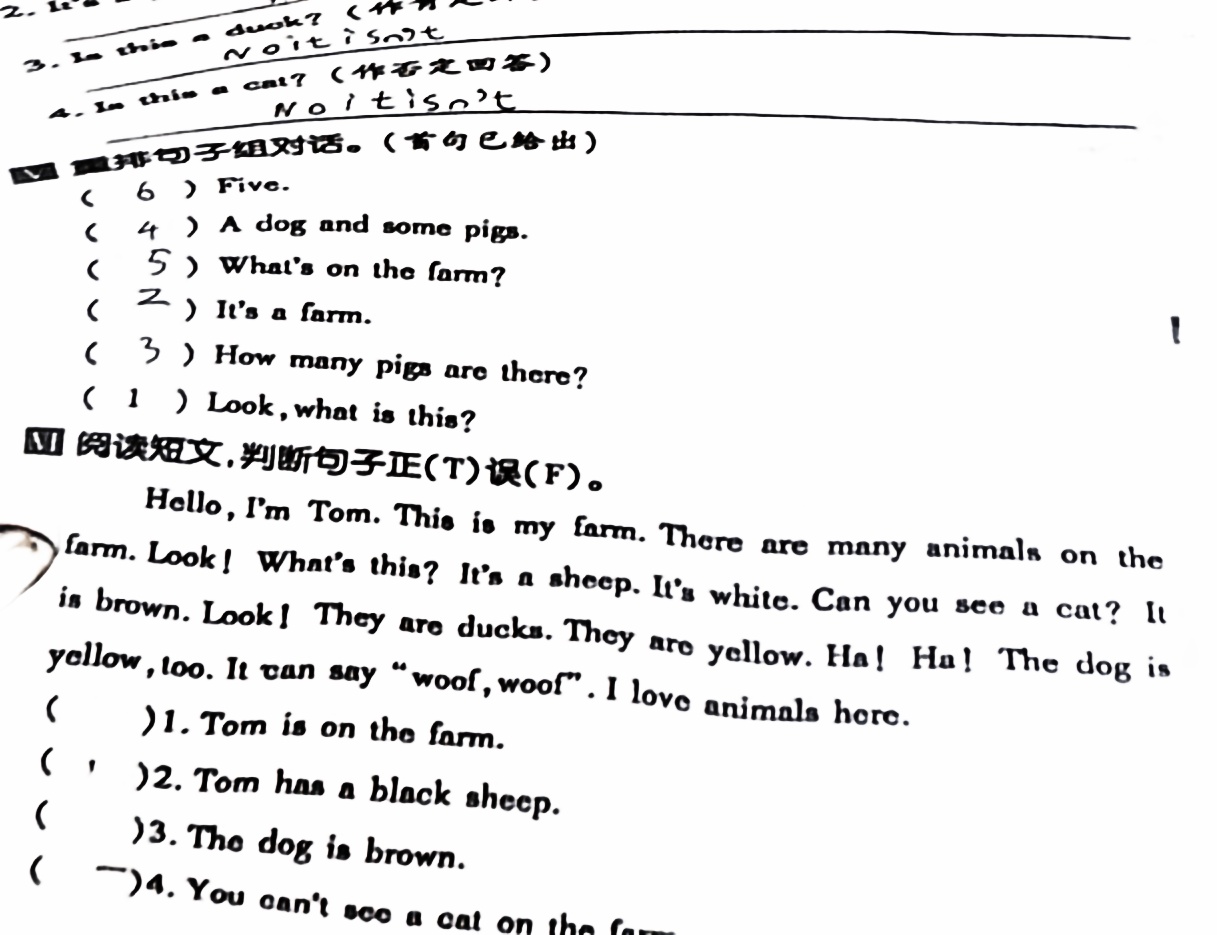 2. It's a
3. Is this a duck? (作否定回答)
Noit isn't
4. Is this a cat? (作否定回答)
No it isn't
Ⅴ 重排句子组对话。(首句已给出)
( 6 ) Five.
( 4 ) A dog and some pigs.
( 5 ) What's on the farm?
( 2 ) It's a farm.
( 3 ) How many pigs are there?
( 1 ) Look,what is this?
Ⅵ 阅读短文,判断句子正(T)误(F)。
Hello, I'm Tom. This is my farm. There are many animals on the
farm. Look! What's this? It's a sheep. It's white. Can you see a cat? It
is brown. Look! They are ducks. They are yellow. Ha! Ha! The dog is
yellow,too. It can say “woof,woof”. I love animals here.
( )1. Tom is on the farm.
( )2. Tom has a black sheep.
( )3. The dog is brown.
( )4. You can't see a cat on the farm